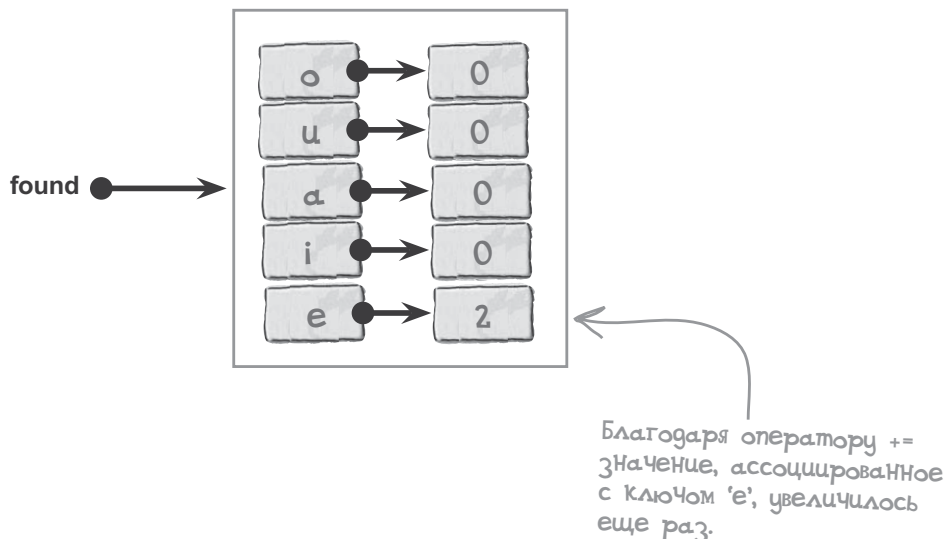 o 0
u 0
found
a 0
i 0
e 2
Благодаря оператору +=
значение, ассоциированное
с ключом 'e', увеличилось
еще раз.